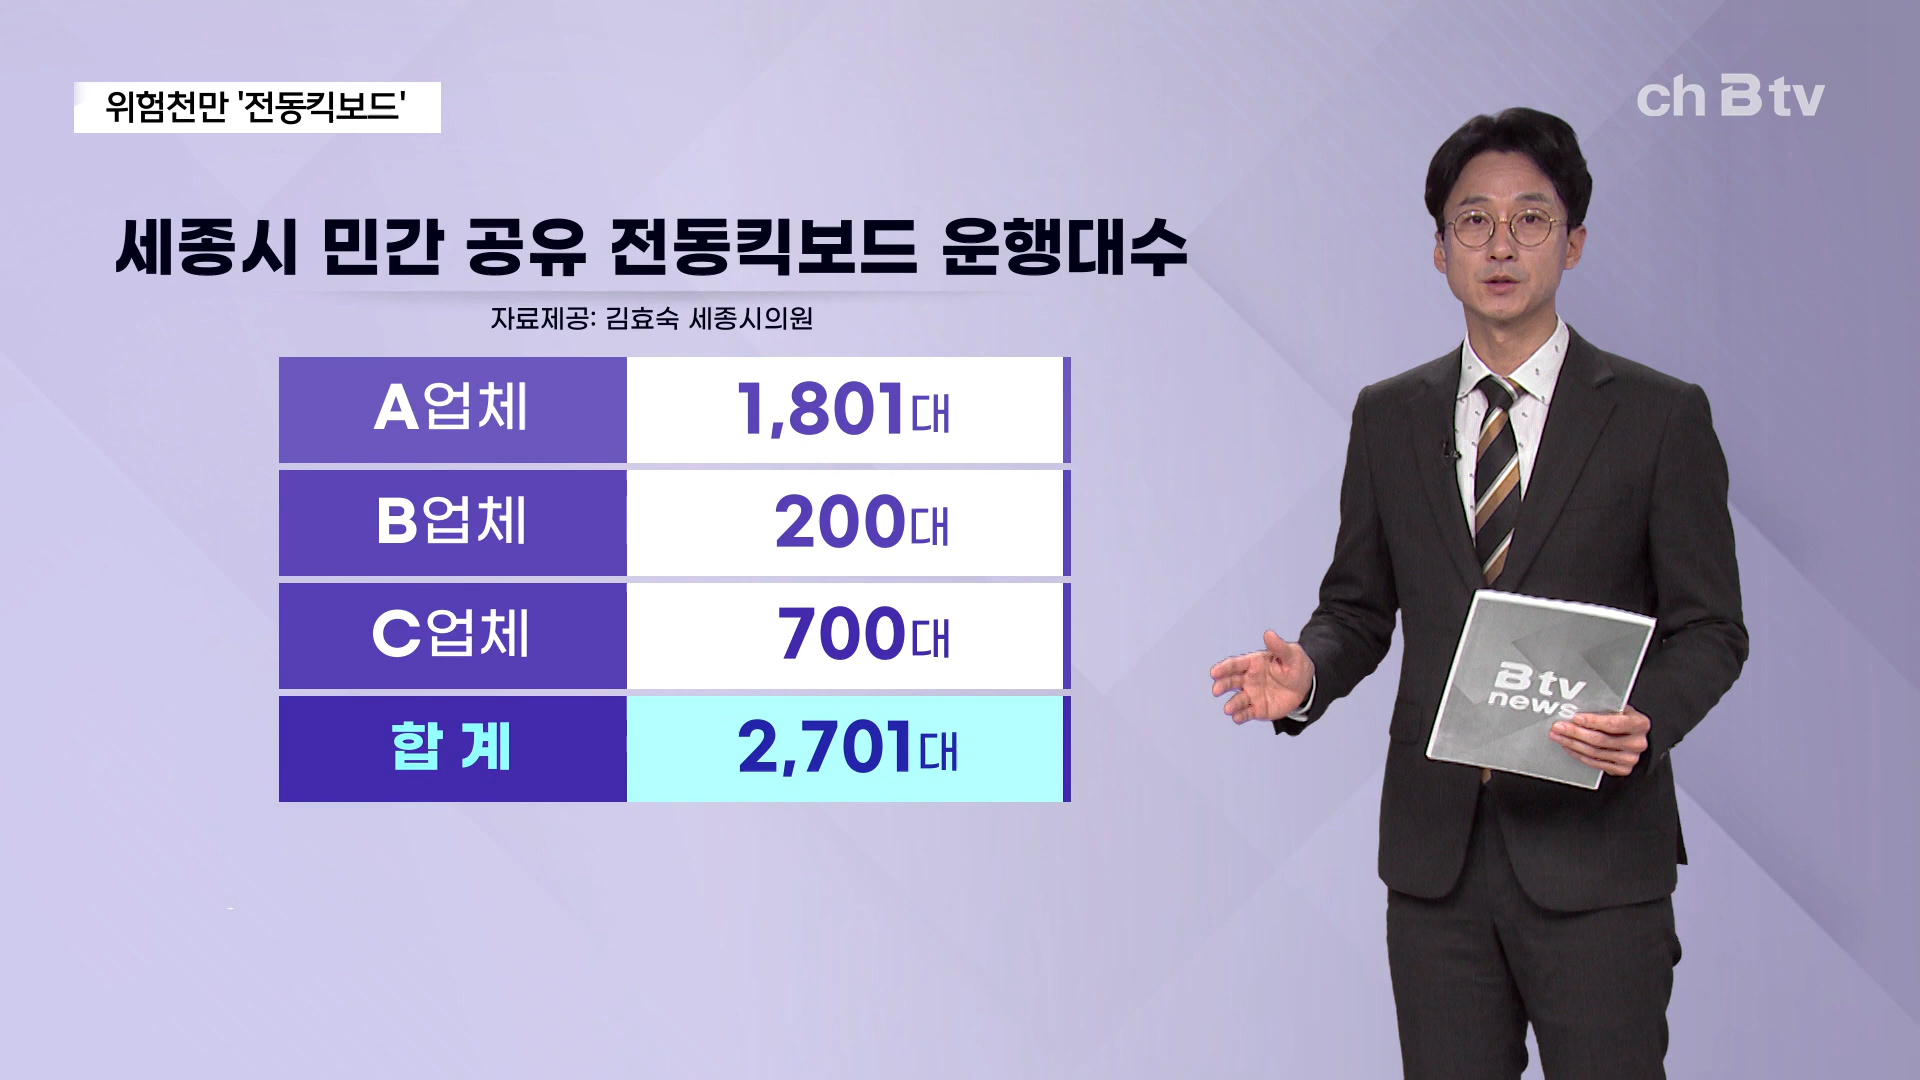 위험천만 '전동킥보드'
ch B tv
세종시 민간 공유 전동킥보드 운행대수
자료제공: 김효숙 세종시의원
A업체 1,801대
B업체 200대
C업체 700대
합 계 2,701대
B tv
news